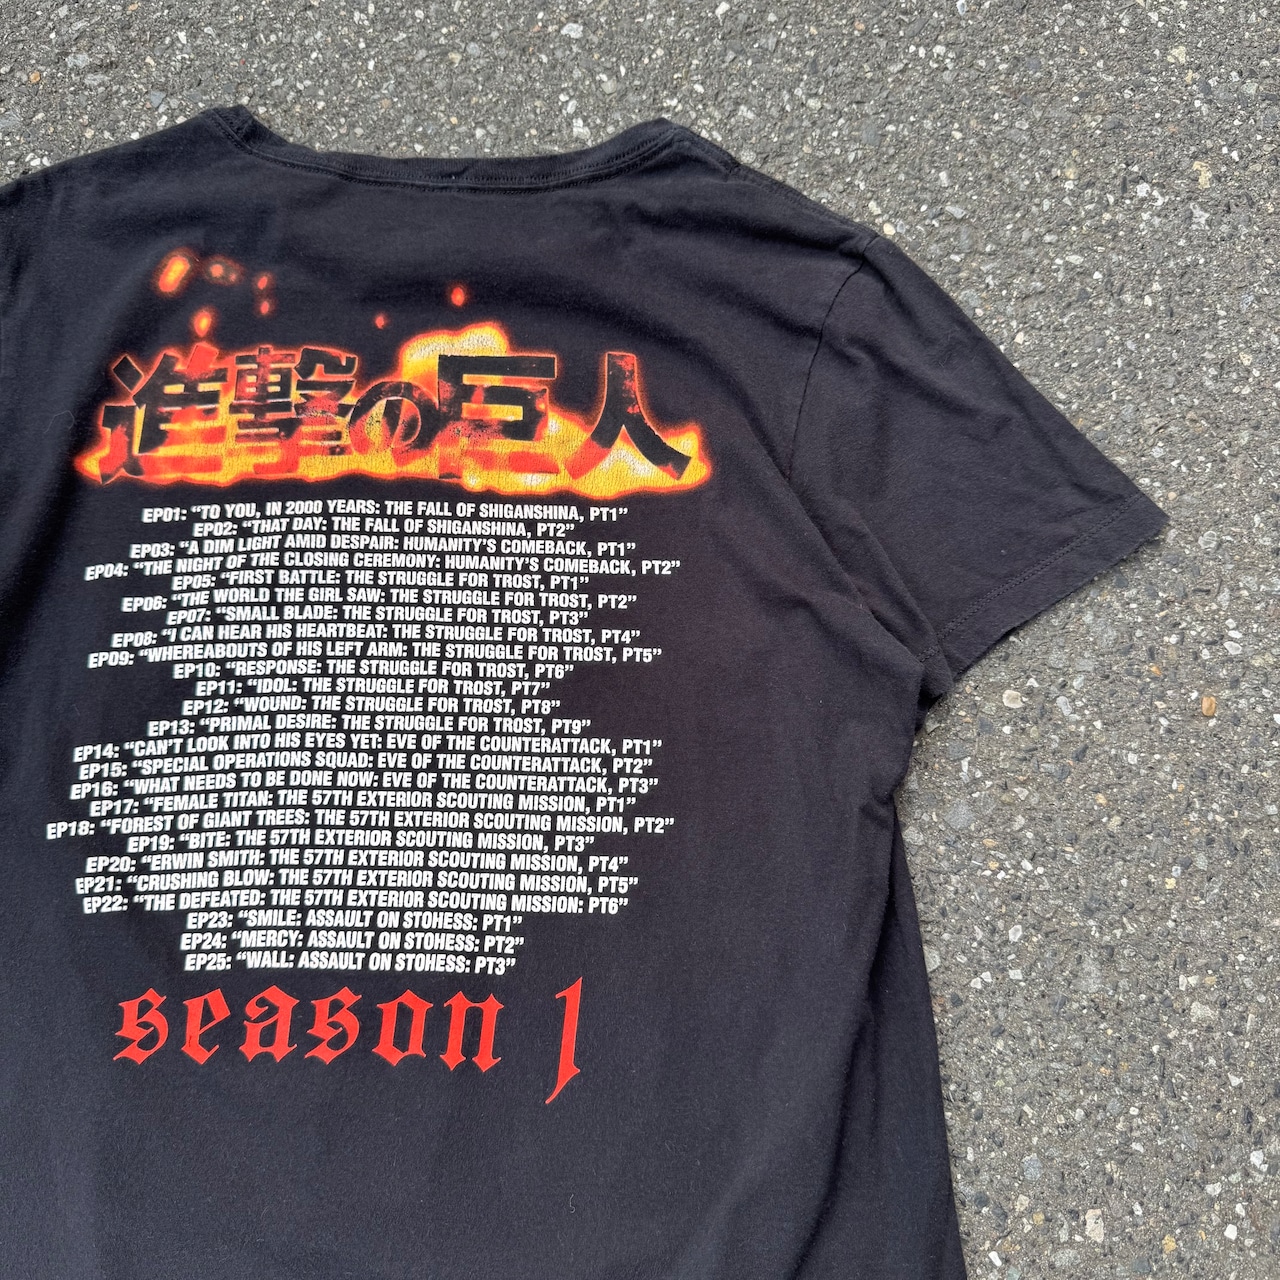 進撃の巨人
EP01: “TO YOU, IN 2000 YEARS: THE FALL OF SHIGANSHINA, PT1”
EP02: “THAT DAY: THE FALL OF SHIGANSHINA, PT2”
EP03: “A DIM LIGHT AMID DESPAIR: HUMANITY’S COMEBACK, PT1”
EP04: “THE NIGHT OF THE CLOSING CEREMONY: HUMANITY’S COMEBACK, PT2”
EP05: “FIRST BATTLE: THE STRUGGLE FOR TROST, PT1”
EP06: “THE WORLD THE GIRL SAW: THE STRUGGLE FOR TROST, PT2”
EP07: “SMALL BLADE: THE STRUGGLE FOR TROST, PT3”
EP08: “I CAN HEAR HIS HEARTBEAT: THE STRUGGLE FOR TROST, PT4”
EP09: “WHEREABOUTS OF HIS LEFT ARM: THE STRUGGLE FOR TROST, PT5”
EP10: “RESPONSE: THE STRUGGLE FOR TROST, PT6”
EP11: “IDOL: THE STRUGGLE FOR TROST, PT7”
EP12: “WOUND: THE STRUGGLE FOR TROST, PT8”
EP13: “PRIMAL DESIRE: THE STRUGGLE FOR TROST, PT9”
EP14: “CAN’T LOOK INTO HIS EYES YET: EVE OF THE COUNTERATTACK, PT1”
EP15: “SPECIAL OPERATIONS SQUAD: EVE OF THE COUNTERATTACK, PT2”
EP16: “WHAT NEEDS TO BE DONE NOW: EVE OF THE COUNTERATTACK, PT3”
EP17: “FEMALE TITAN: THE 57TH EXTERIOR SCOUTING MISSION, PT1”
EP18: “FOREST OF GIANT TREES: THE 57TH EXTERIOR SCOUTING MISSION, PT2”
EP19: “BITE: THE 57TH EXTERIOR SCOUTING MISSION, PT3”
EP20: “ERWIN SMITH: THE 57TH EXTERIOR SCOUTING MISSION, PT4”
EP21: “CRUSHING BLOW: THE 57TH EXTERIOR SCOUTING MISSION, PT5”
EP22: “THE DEFEATED: THE 57TH EXTERIOR SCOUTING MISSION: PT6”
EP23: “SMILE: ASSAULT ON STOHESS: PT1”
EP24: “MERCY: ASSAULT ON STOHESS: PT2”
EP25: “WALL: ASSAULT ON STOHESS: PT3”
season 1